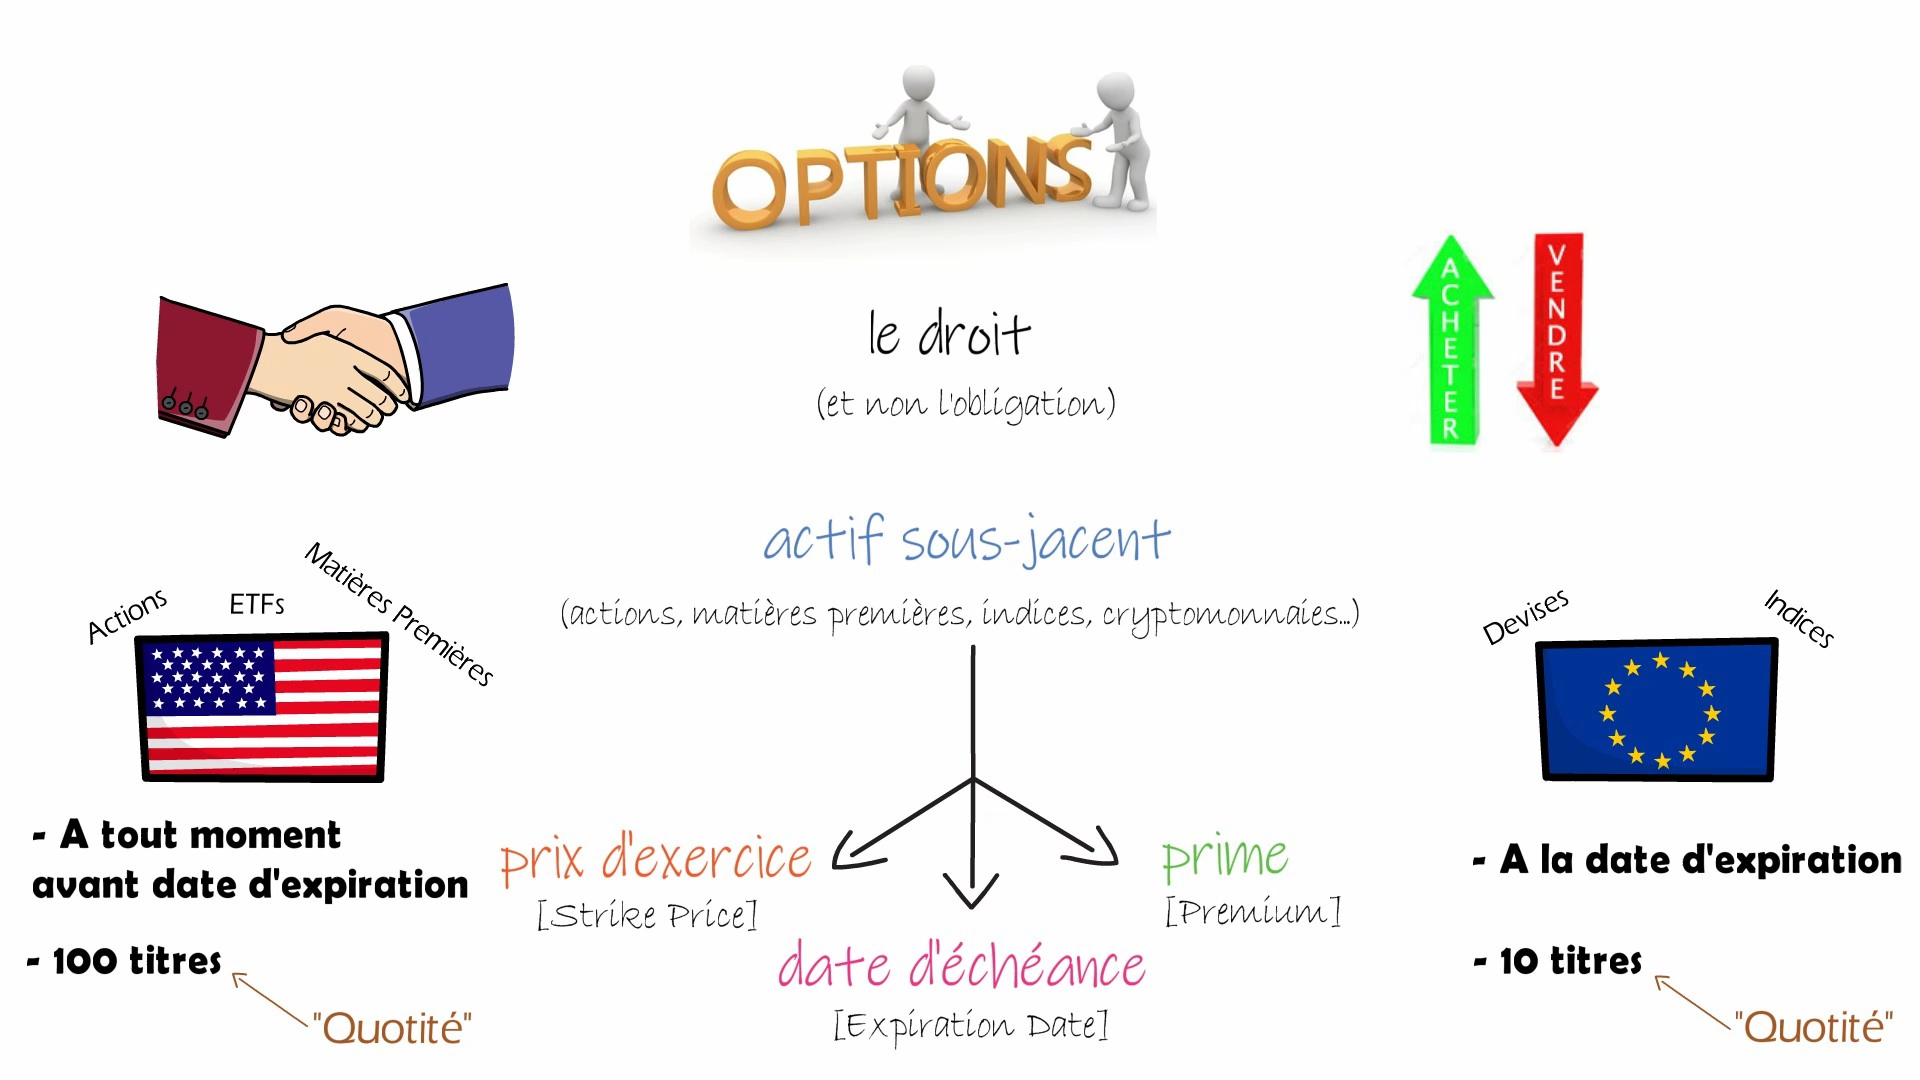 OPTIONS
ACHETER
VENDRE
le droit
(et non l'obligation)
actif sous-jacent
(actions, matières premières, indices, cryptomonnaies...)
Actions
ETFs
Matières Premières
Devises
Indices
- A tout moment
avant date d'expiration
- 100 titres
"Quotité"
prix d'exercice
[Strike Price]
date d'échéance
[Expiration Date]
prime
[Premium]
- A la date d'expiration
- 10 titres
"Quotité"